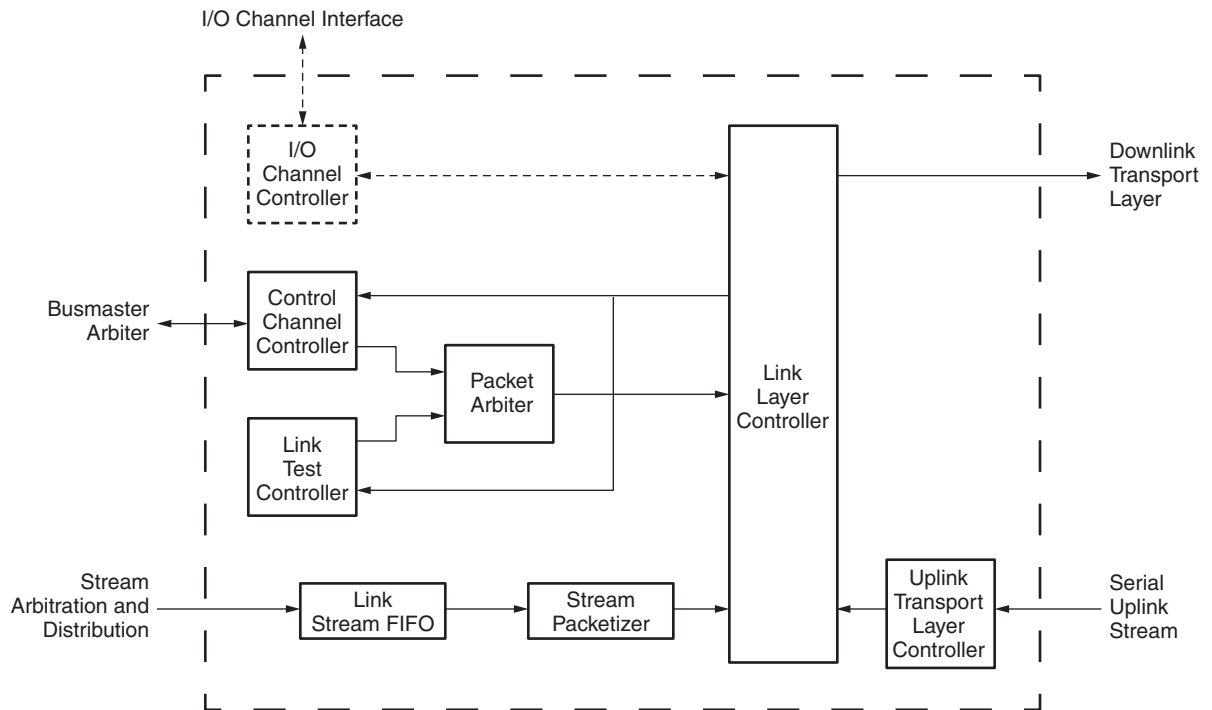 I/O Channel Interface
I/O
Channel
Controller
Downlink
Transport
Layer
Busmaster
Arbiter
Control
Channel
Controller
Packet
Arbiter
Link
Layer
Controller
Link
Test
Controller
Stream
Arbitration and
Distribution
Link
Stream FIFO
Stream
Packetizer
Uplink
Transport
Layer
Controller
Serial
Uplink
Stream